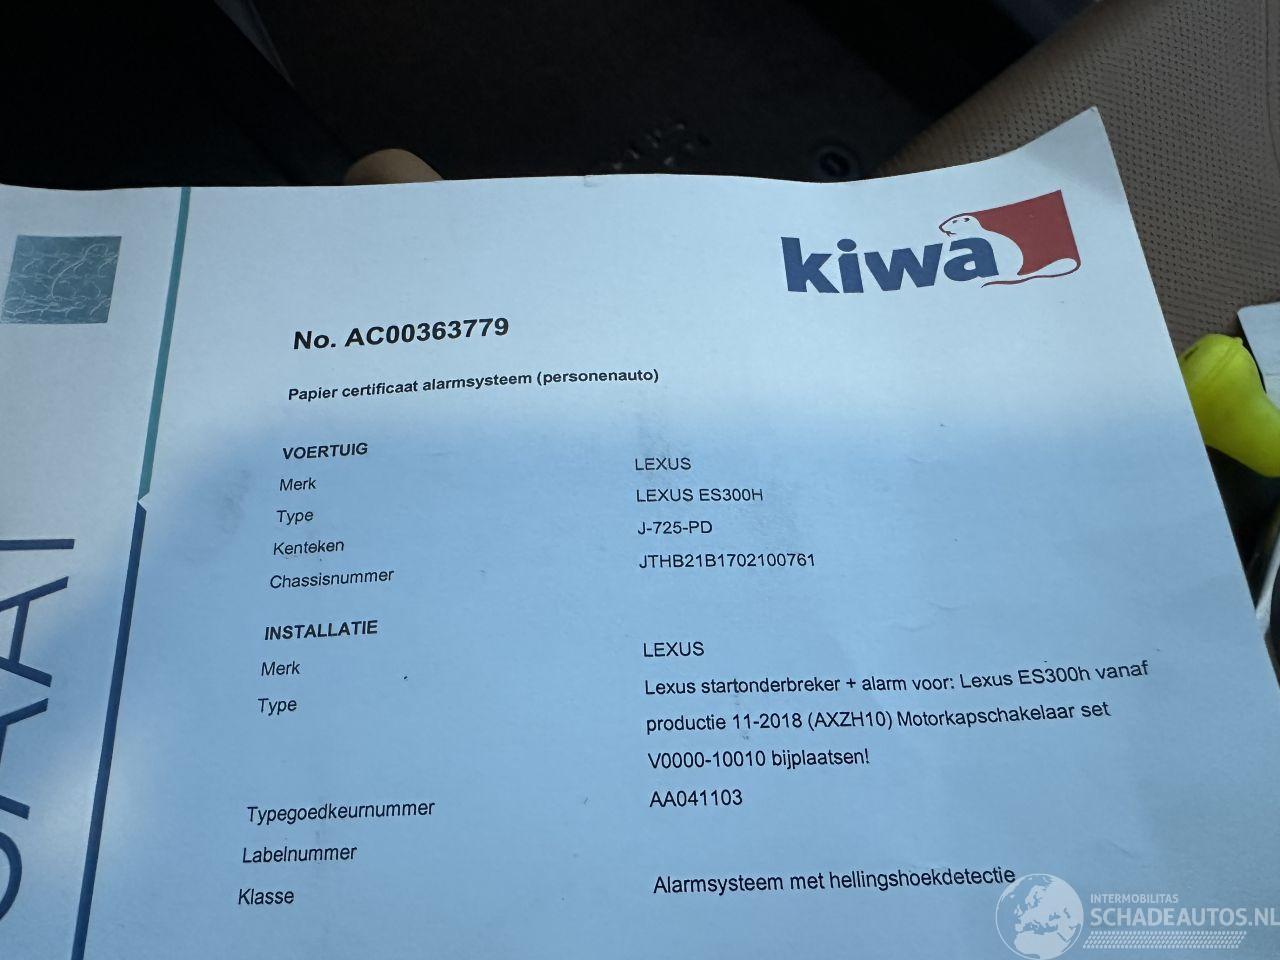 kiwa
No. AC00363779
Papier certificaat alarmsysteem (personenauto)
VOERTUIG
Merk LEXUS
Type LEXUS ES300H
Kenteken J-725-PD
Chassisnummer JTHB21B1702100761
INSTALLATIE
Merk LEXUS
Type Lexus startonderbreker + alarm voor: Lexus ES300h vanaf
productie 11-2018 (AXZH10) Motorkapschakelaar set
V0000-10010 bijplaatsen!
Typegoedkeurnummer AA041103
Labelnummer
Klasse Alarmsysteem met hellingshoekdetectie
INTERMOBILITAS
SCHADEAUTOS.NL